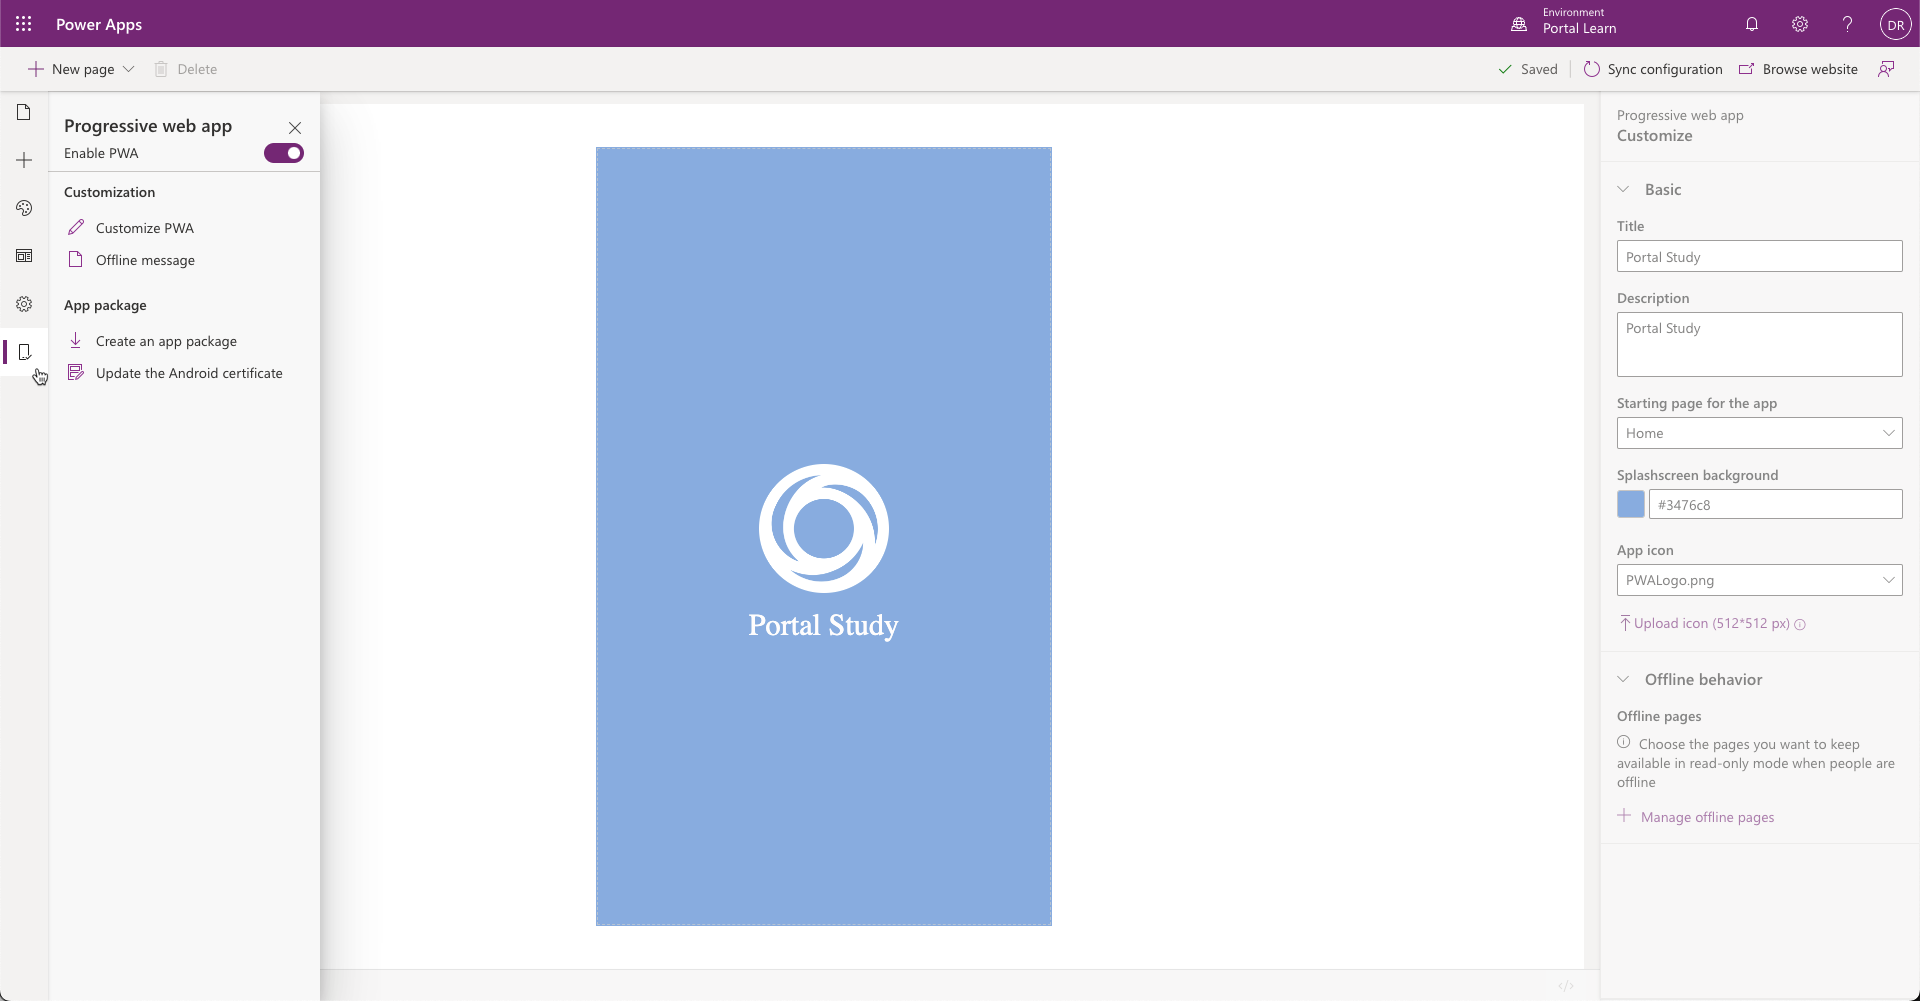 Power Apps
Environment
Portal Learn
?
DR
New page
Delete
Saved
Sync configuration
Browse website
Progressive web app
Enable PWA
Customization
Customize PWA
Offline message
App package
Create an app package
Update the Android certificate
Portal Study
Progressive web app
Customize
Basic
Title
Portal Study
Description
Portal Study
Starting page for the app
Home
Splashscreen background
#3476c8
App icon
PWALogo.png
Upload icon (512*512 px)
Offline behavior
Offline pages
Choose the pages you want to keep
available in read-only mode when people are
offline
Manage offline pages
</>